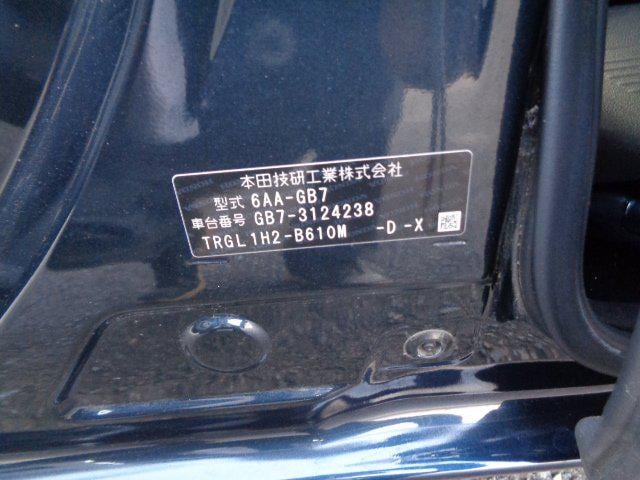 本田技研工業株式会社
型式 6AA-GB7
車台番号 GB7-3124238
TRGL1H2-B610M -D -X